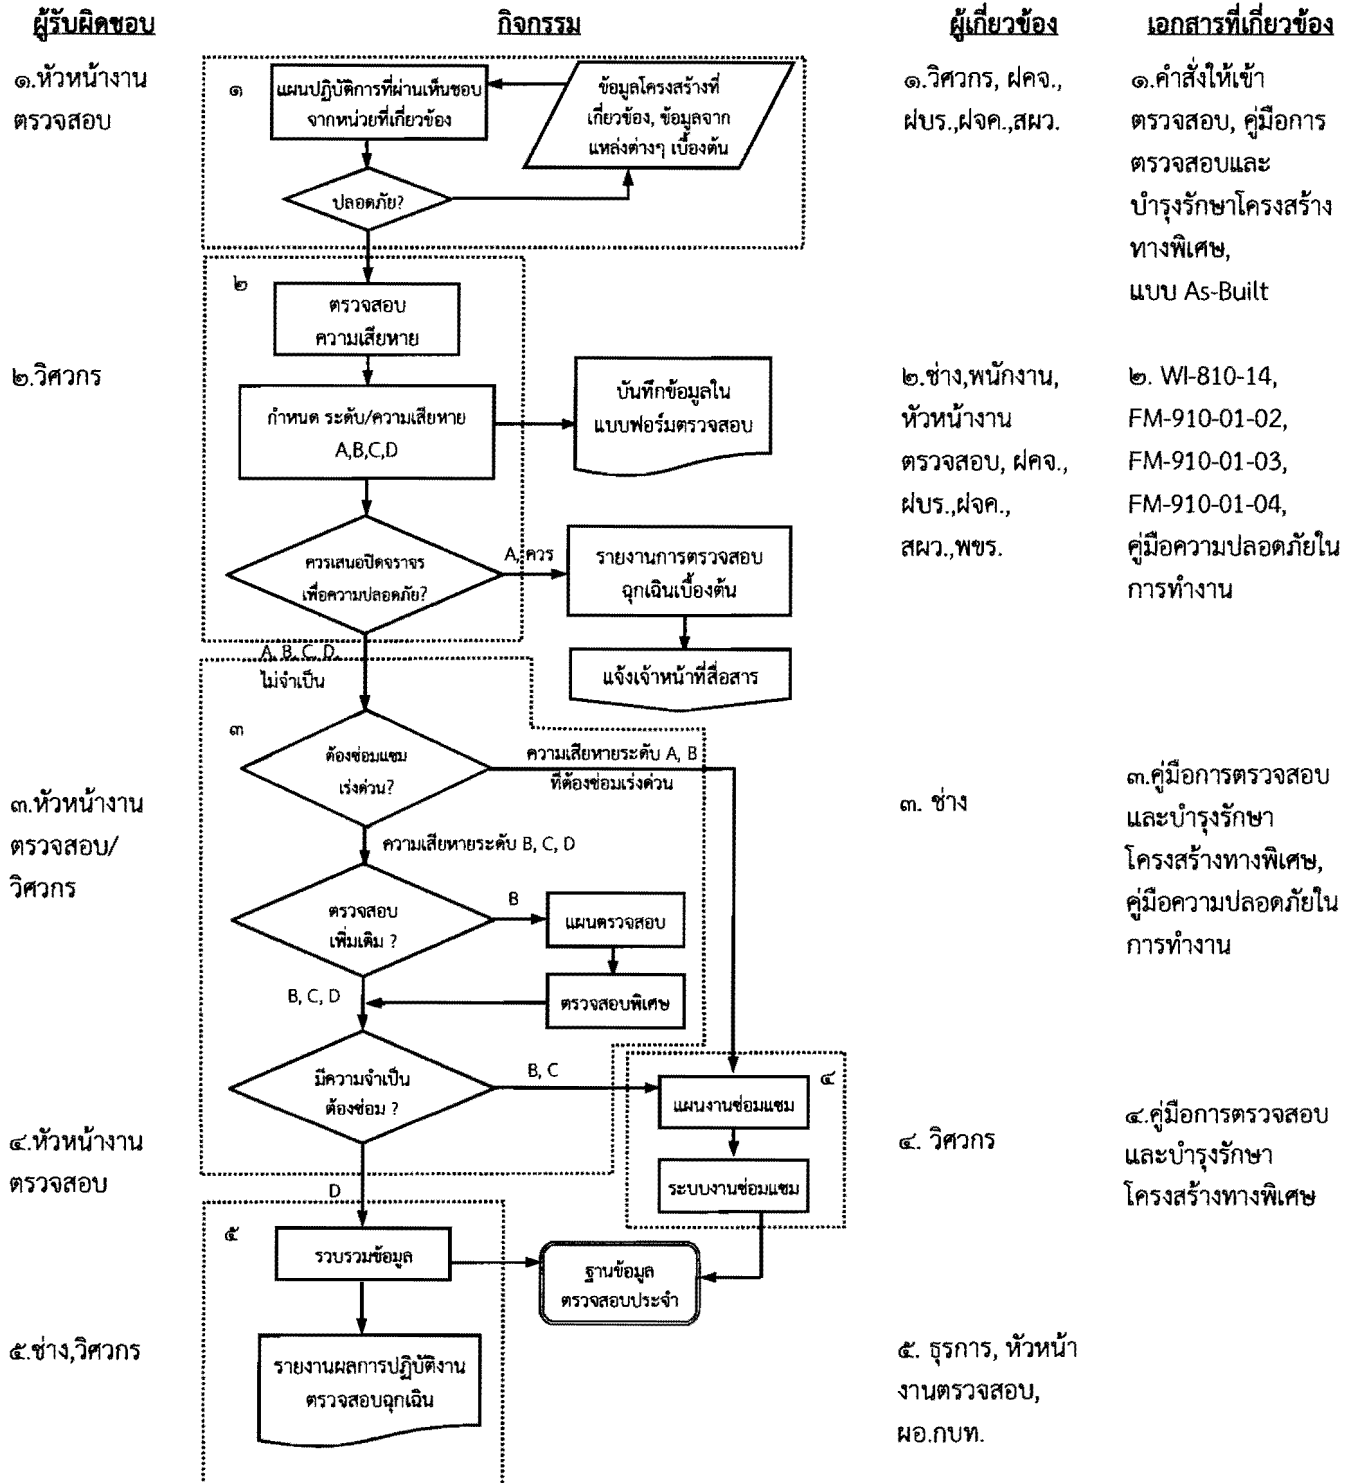 ผู้รับผิดชอบ
กิจกรรม
ผู้เกี่ยวข้อง
เอกสารที่เกี่ยวข้อง
๑.หัวหน้างาน
ตรวจสอบ
๑
แผนปฏิบัติการที่ผ่านเห็นชอบ
จากหน่วยที่เกี่ยวข้อง
ข้อมูลโครงสร้างที่
เกี่ยวข้อง, ข้อมูลจาก
แหล่งต่างๆ เบื้องต้น
ปลอดภัย?
๑.วิศวกร, ฝคจ.,
ฝบร.,ฝจค.,สผว.
๑.คำสั่งให้เข้า
ตรวจสอบ, คู่มือการ
ตรวจสอบและ
บำรุงรักษาโครงสร้าง
ทางพิเศษ,
แบบ As-Built
๒.วิศวกร
๒
ตรวจสอบ
ความเสียหาย
กำหนด ระดับ/ความเสียหาย
A,B,C,D
บันทึกข้อมูลใน
แบบฟอร์มตรวจสอบ
ควรเสนอปิดจราจร
เพื่อความปลอดภัย?
A, ควร
รายงานการตรวจสอบ
ฉุกเฉินเบื้องต้น
แจ้งเจ้าหน้าที่สื่อสาร
A, B, C, D,
ไม่จำเป็น
๒.ช่าง,พนักงาน,
หัวหน้างาน
ตรวจสอบ, ฝคจ.,
ฝบร.,ฝจค.,
สผว.,พขร.
๒. WI-810-14,
FM-910-01-02,
FM-910-01-03,
FM-910-01-04,
คู่มือความปลอดภัยใน
การทำงาน
๓.หัวหน้างาน
ตรวจสอบ/
วิศวกร
๓
ต้องซ่อมแซม
เร่งด่วน?
ความเสียหายระดับ A, B
ที่ต้องซ่อมเร่งด่วน
ความเสียหายระดับ B, C, D
ตรวจสอบ
เพิ่มเติม ?
B
แผนตรวจสอบ
ตรวจสอบพิเศษ
B, C, D
มีความจำเป็น
ต้องซ่อม ?
B, C
๓. ช่าง
๓.คู่มือการตรวจสอบ
และบำรุงรักษา
โครงสร้างทางพิเศษ,
คู่มือความปลอดภัยใน
การทำงาน
๔.หัวหน้างาน
ตรวจสอบ
๔
แผนงานซ่อมแซม
ระบบงานซ่อมแซม
D
๔. วิศวกร
๔.คู่มือการตรวจสอบ
และบำรุงรักษา
โครงสร้างทางพิเศษ
๕.ช่าง,วิศวกร
๕
รวบรวมข้อมูล
ฐานข้อมูล
ตรวจสอบประจำ
รายงานผลการปฏิบัติงาน
ตรวจสอบฉุกเฉิน
๕. ธุรการ, หัวหน้า
งานตรวจสอบ,
ผอ.กบท.